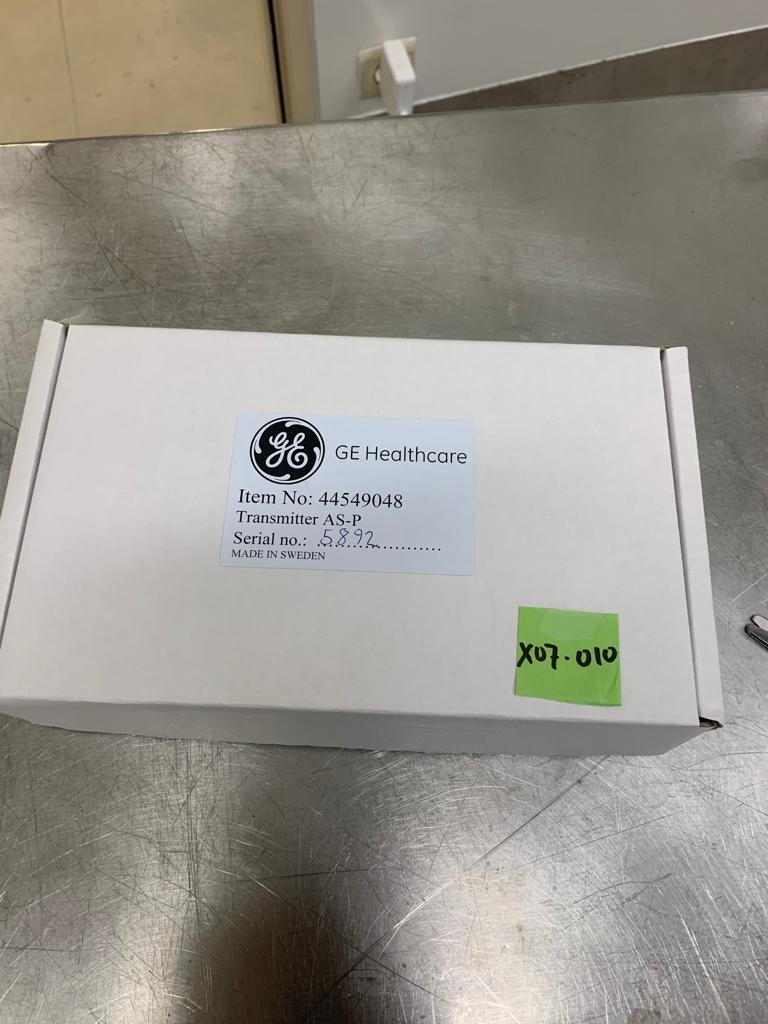 GE
GE Healthcare
Item No: 44549048
Transmitter AS-P
Serial no.: 5892
MADE IN SWEDEN
X07-010